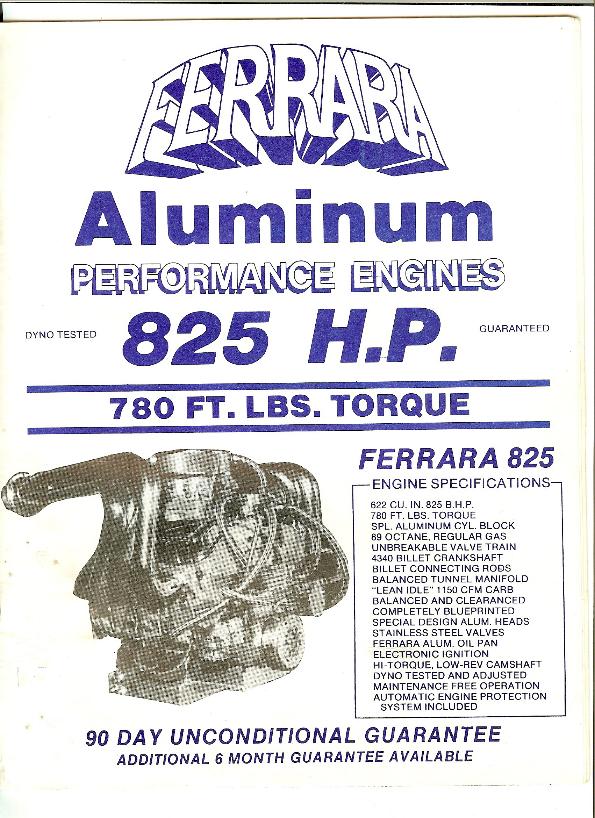 FERRARA
Aluminum
PERFORMANCE ENGINES
DYNO TESTED 825 H.P. GUARANTEED
780 FT. LBS. TORQUE
FERRARA 825
ENGINE SPECIFICATIONS
622 CU. IN. 825 B.H.P.
780 FT. LBS. TORQUE
SPL. ALUMINUM CYL. BLOCK
89 OCTANE, REGULAR GAS
UNBREAKABLE VALVE TRAIN
4340 BILLET CRANKSHAFT
BILLET CONNECTING RODS
BALANCED TUNNEL MANIFOLD
"LEAN IDLE" 1150 CFM CARB
BALANCED AND CLEARANCED
COMPLETELY BLUEPRINTED
SPECIAL DESIGN ALUM. HEADS
STAINLESS STEEL VALVES
FERRARA ALUM. OIL PAN
ELECTRONIC IGNITION
HI-TORQUE, LOW-REV CAMSHAFT
DYNO TESTED AND ADJUSTED
MAINTENANCE FREE OPERATION
AUTOMATIC ENGINE PROTECTION
SYSTEM INCLUDED
90 DAY UNCONDITIONAL GUARANTEE
ADDITIONAL 6 MONTH GUARANTEE AVAILABLE